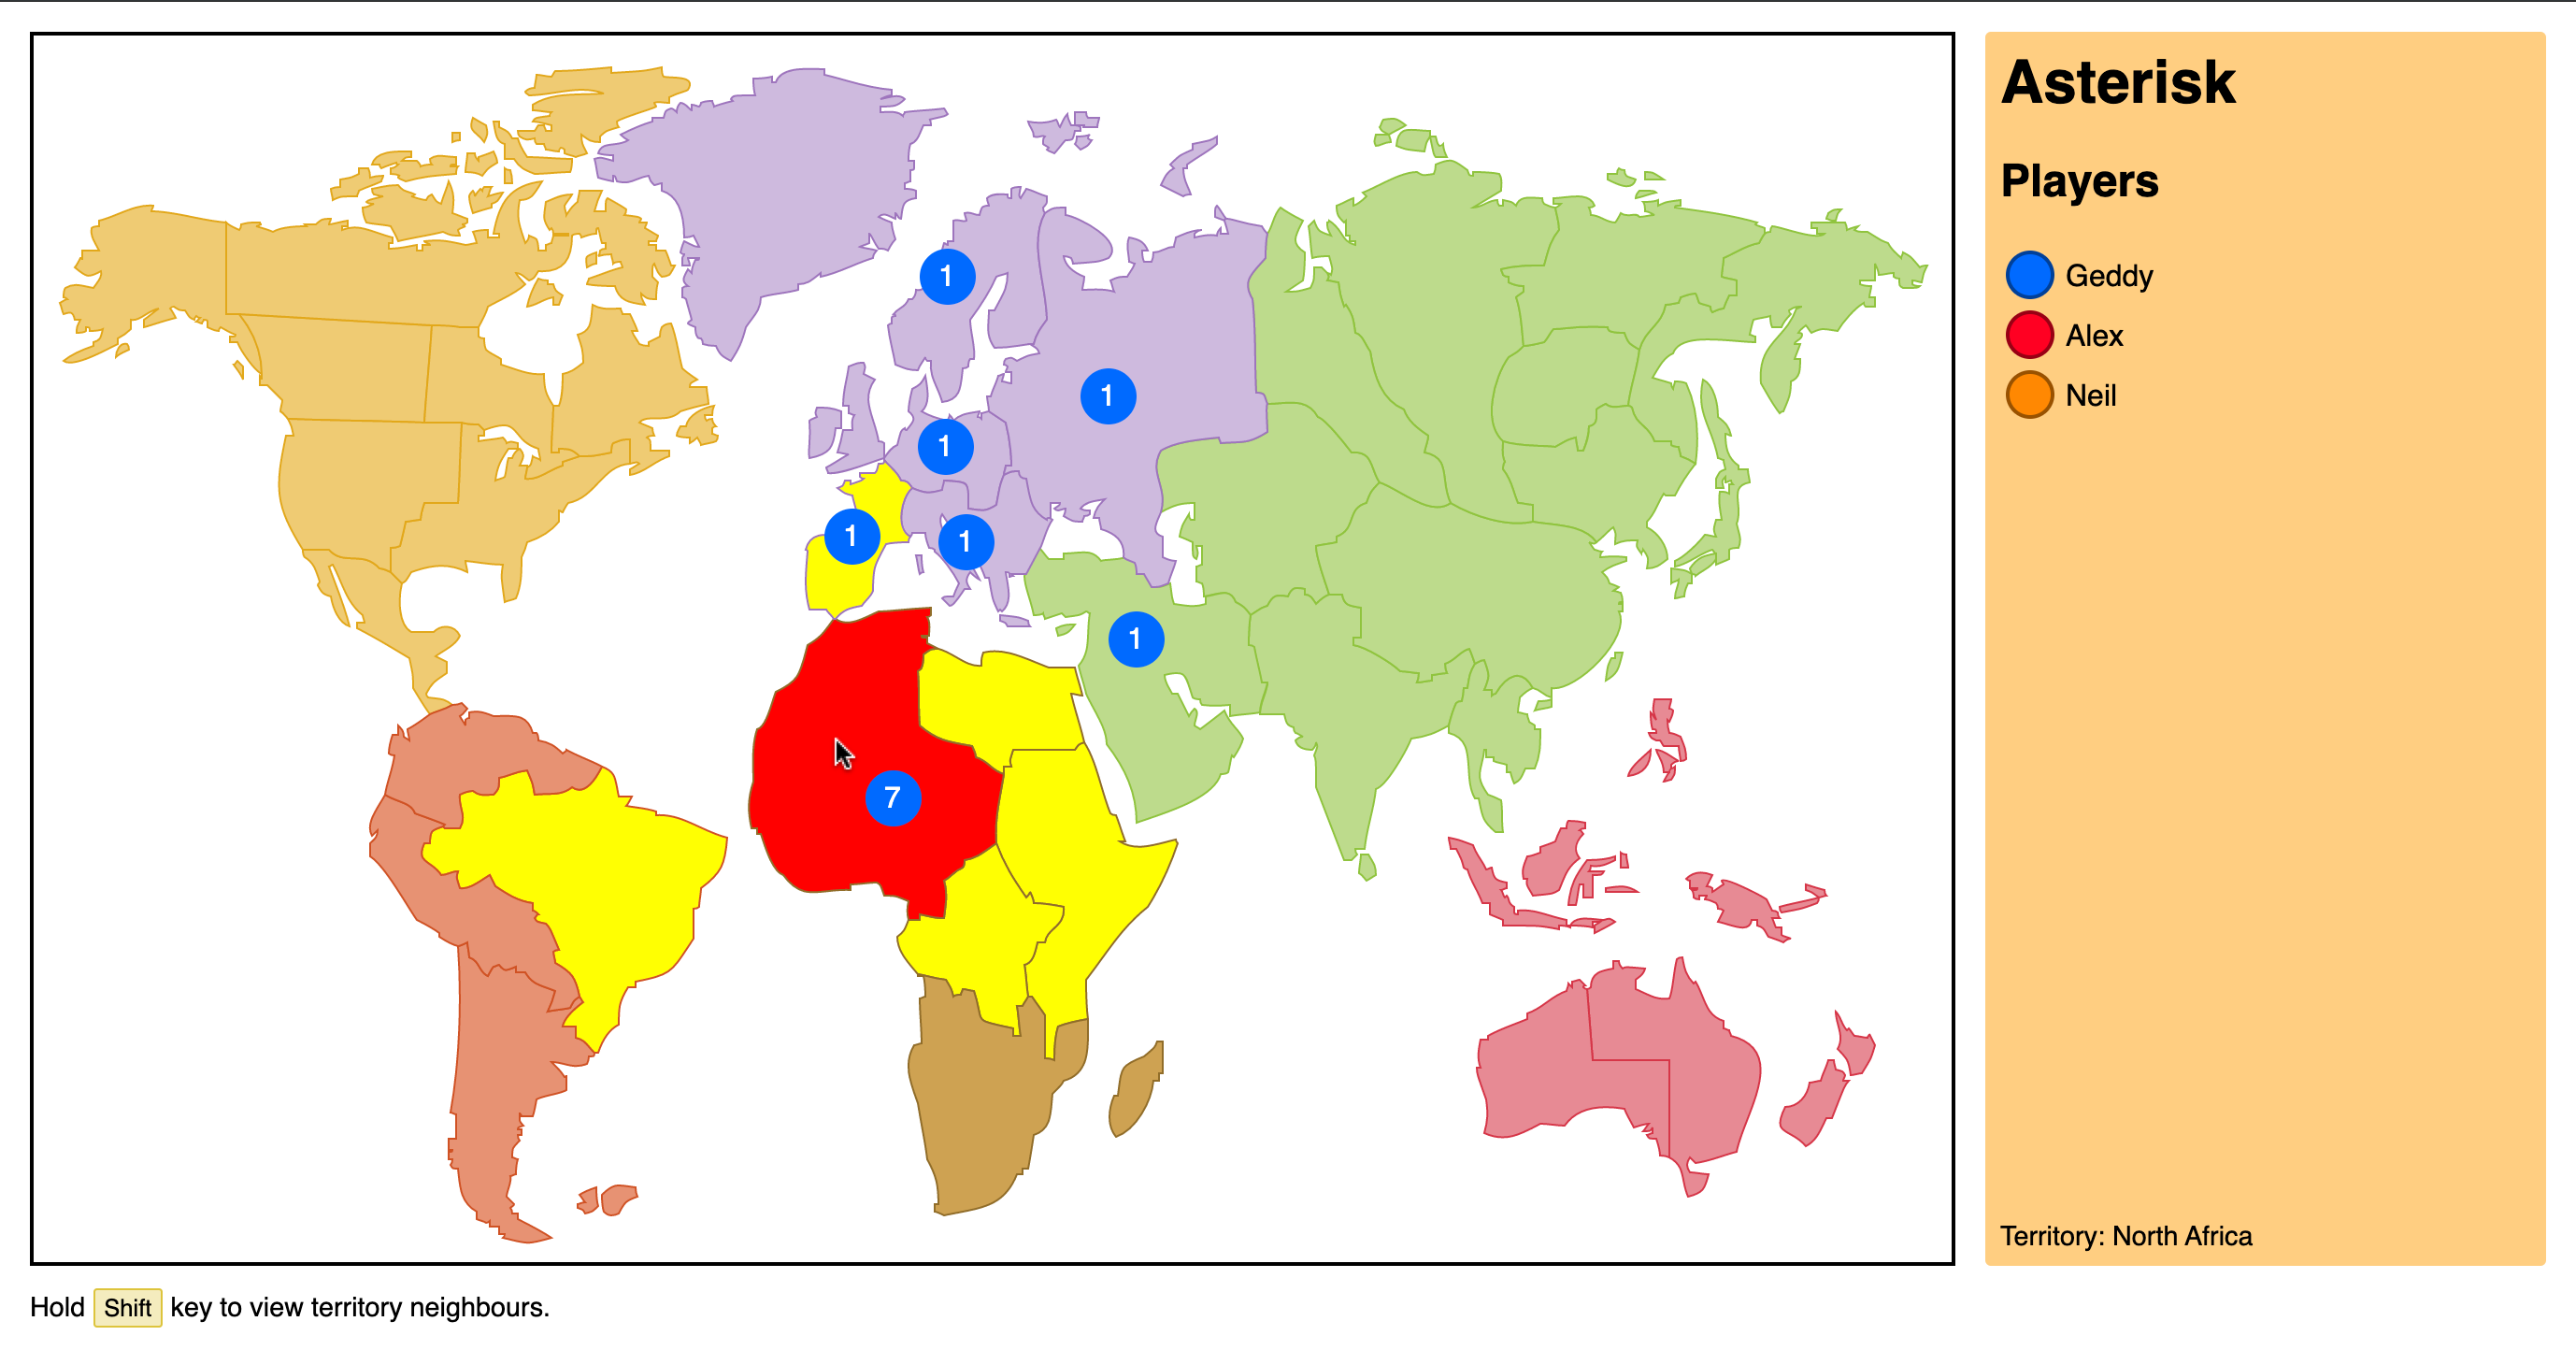 Asterisk
Players
Geddy
Alex
Neil
1
1
1
1
1
1
7
Territory: North Africa
Hold Shift key to view territory neighbours.